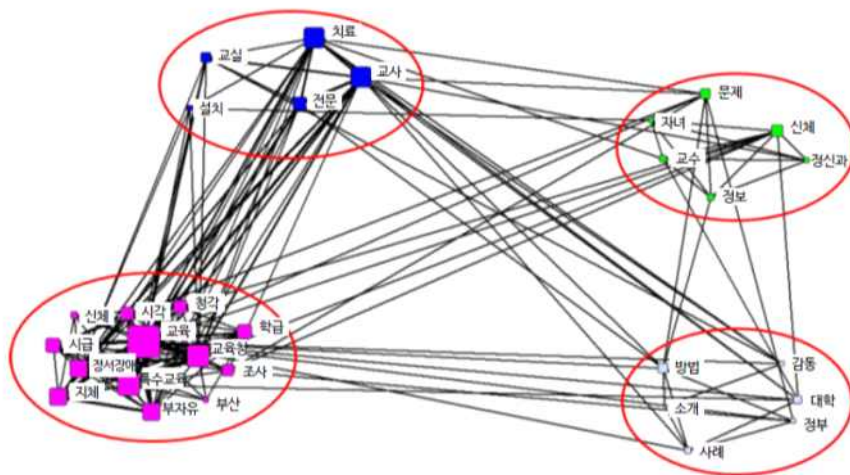 치료
교실
교사
전문
설치
문제
자녀
신체
교수
정신과
정보
신체
시각
청각
교육
학급
시급
교육청
정서장애
특수교육
조사
지체
부자유
부산
방법
감동
소개
대학
정부
사례